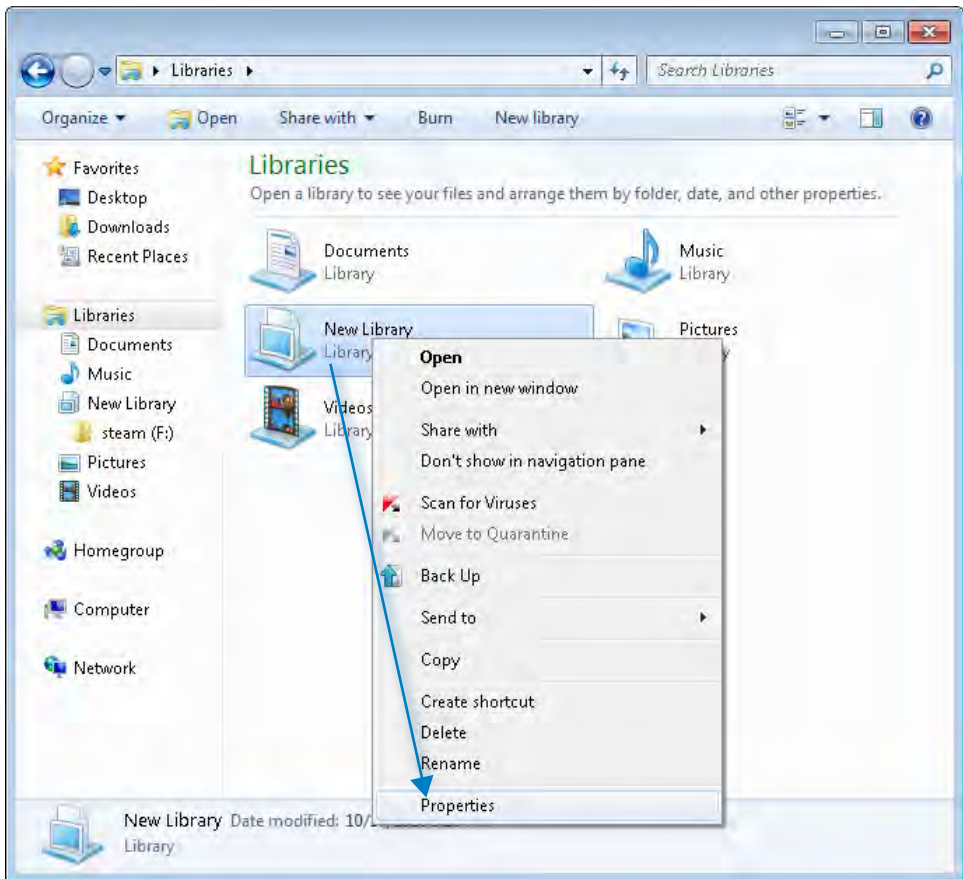 Libraries
Search Libraries
Organize
Open
Share with
Burn
New library
Favorites
Desktop
Downloads
Recent Places
Libraries
Documents
Music
New Library
steam (F:)
Pictures
Videos
Homegroup
Computer
Network
Libraries
Open a library to see your files and arrange them by folder, date, and other properties.
Documents
Library
Music
Library
New Library
Library
Pictures
Videos
Library
Open
Open in new window
Share with
Don't show in navigation pane
Scan for Viruses
Move to Quarantine
Back Up
Send to
Copy
Create shortcut
Delete
Rename
Properties
New Library Date modified: 10/
Library